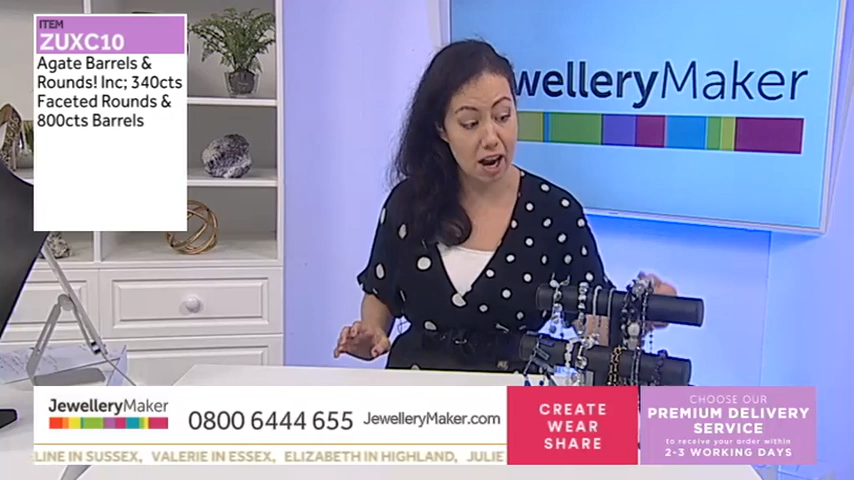 ITEM
ZUXC10
Agate Barrels &
Rounds! Inc; 340cts
Faceted Rounds &
800cts Barrels
welleryMaker
JewelleryMaker
0800 6444 655
JewelleryMaker.com
CREATE
WEAR
SHARE
CHOOSE OUR
PREMIUM DELIVERY
SERVICE
to receive your order within
2-3 WORKING DAYS
LINE IN SUSSEX, VALERIE IN ESSEX, ELIZABETH IN HIGHLAND, JULIE